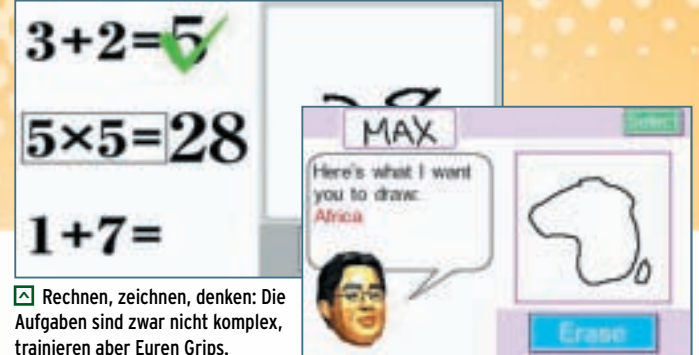 3+2=5
5×5=28
1+7=
28
MAX
Select
Here's what I want
you to draw:
Africa
Erase
Rechnen, zeichnen, denken: Die
Aufgaben sind zwar nicht komplex,
trainieren aber Euren Grips.